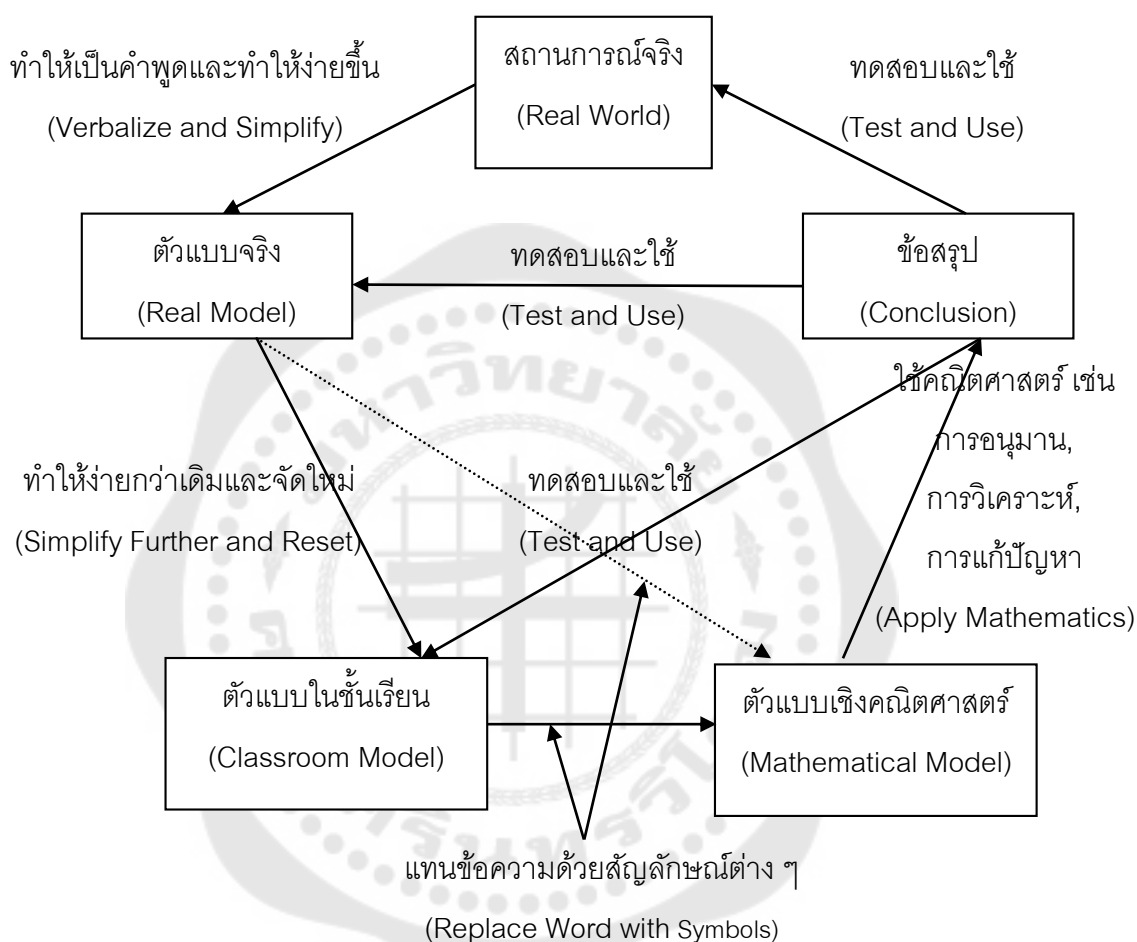 สถานการณ์จริง
(Real World)
ทำให้เป็นคำพูดและทำให้ง่ายขึ้น
(Verbalize and Simplify)
ทดสอบและใช้
(Test and Use)
ตัวแบบจริง
(Real Model)
ทดสอบและใช้
(Test and Use)
ข้อสรุป
(Conclusion)
ใช้คณิตศาสตร์ เช่น
การอนุมาน,
การวิเคราะห์,
การแก้ปัญหา
(Apply Mathematics)
ทำให้ง่ายกว่าเดิมและจัดใหม่
(Simplify Further and Reset)
ทดสอบและใช้
(Test and Use)
ตัวแบบในชั้นเรียน
(Classroom Model)
ตัวแบบเชิงคณิตศาสตร์
(Mathematical Model)
แทนข้อความด้วยสัญลักษณ์ต่าง ๆ
(Replace Word with Symbols)